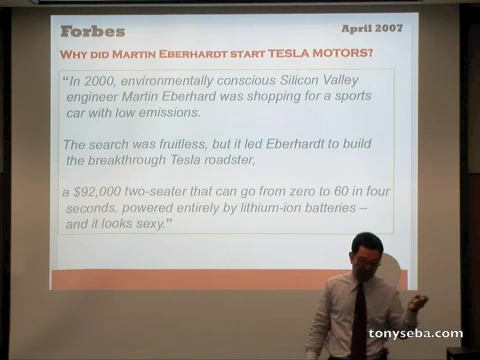 Forbes
April 2007
WHY DID MARTIN EBERHARDT START TESLA MOTORS?
"In 2000, environmentally conscious Silicon Valley
engineer Martin Eberhard was shopping for a sports
car with low emissions.
The search was fruitless, but it led Eberhardt to build
the breakthrough Tesla roadster,
a $92,000 two-seater that can go from zero to 60 in four
seconds, powered entirely by lithium-ion batteries –
and it looks sexy."
tonyseba.com